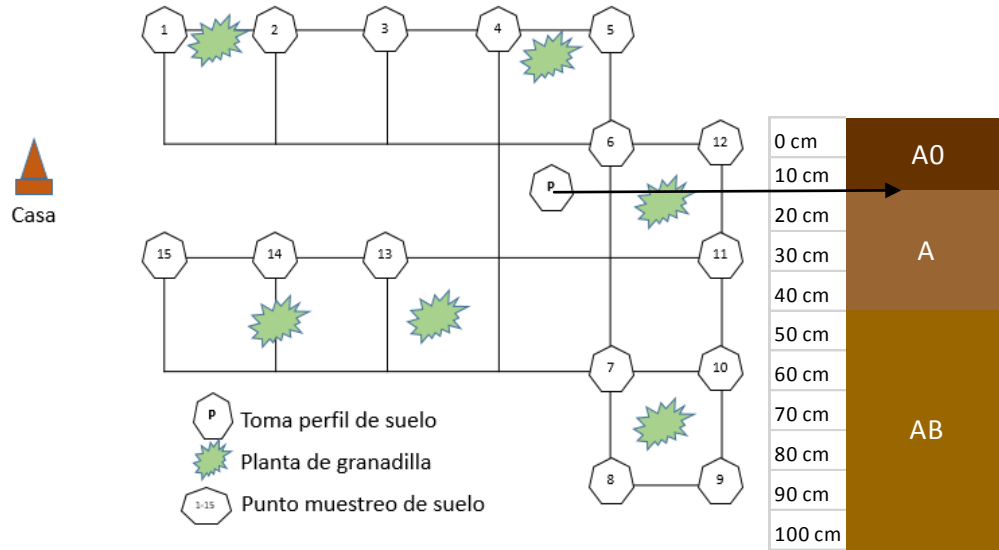 1
2
3
4
5
6
12
P
Casa
15
14
13
11
7
10
8
9
P Toma perfil de suelo
Planta de granadilla
1-15 Punto muestreo de suelo
0 cm
10 cm
20 cm
30 cm
40 cm
50 cm
60 cm
70 cm
80 cm
90 cm
100 cm
A0
A
AB